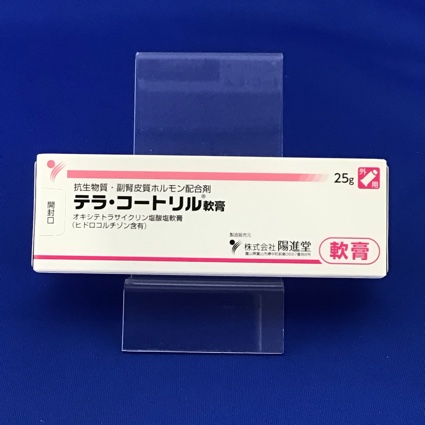 抗生物質・副腎皮質ホルモン配合剤
テラ・コートリル®軟膏
オキシテトラサイクリン塩酸塩軟膏
(ヒドロコルチゾン含有)
25g
外用
開封口
製造販売元
株式会社 陽進堂
軟膏